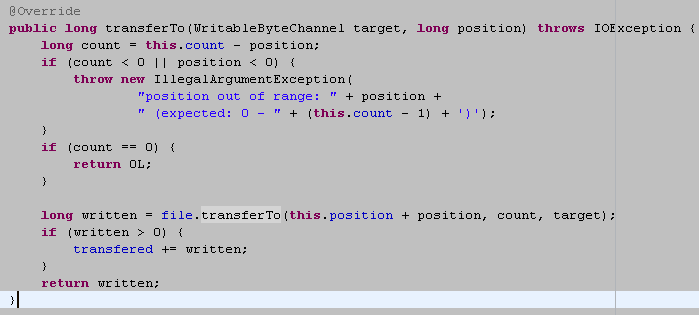 @Override
public long transferTo(WritableByteChannel target, long position) throws IOException {
    long count = this.count - position;
    if (count < 0 || position < 0) {
        throw new IllegalArgumentException(
                "position out of range: " + position +
                " (expected: 0 - " + (this.count - 1) + ')');
    }
    if (count == 0) {
        return 0L;
    }

    long written = file.transferTo(this.position + position, count, target);
    if (written > 0) {
        transfered += written;
    }
    return written;
}